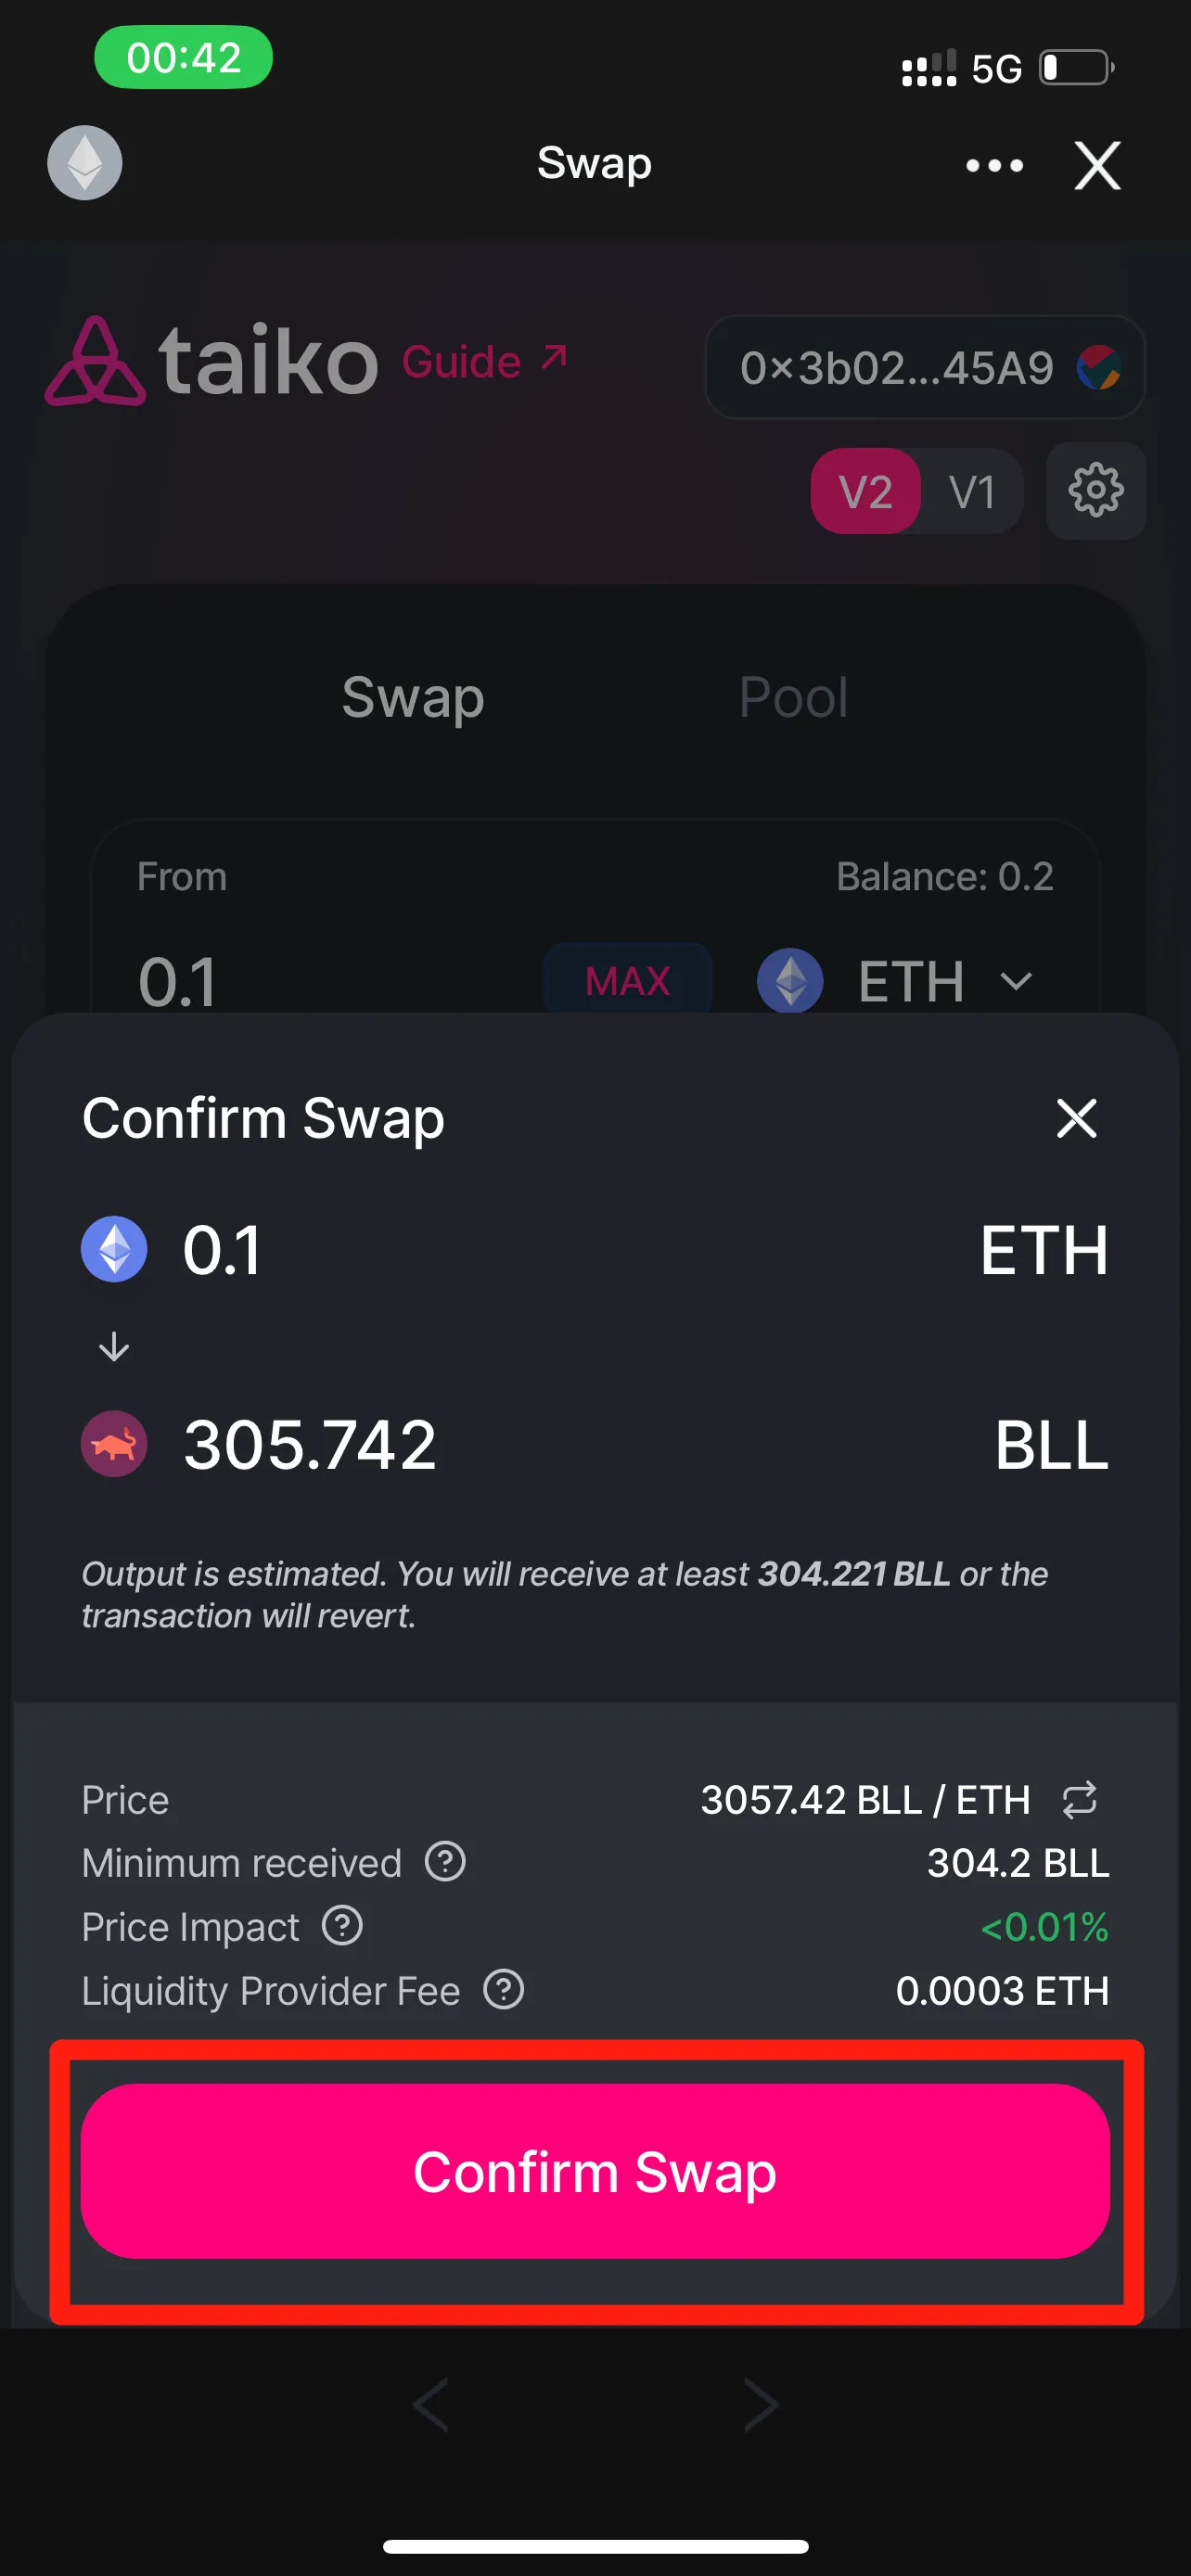 00:42
5G
Swap
taiko Guide ↗
0×3b02...45A9
V2 V1
Swap Pool
From Balance: 0.2
0.1 MAX ETH
Confirm Swap
0.1 ETH
305.742 BLL
Output is estimated. You will receive at least 304.221 BLL or the
transaction will revert.
Price 3057.42 BLL / ETH
Minimum received ? 304.2 BLL
Price Impact ? <0.01%
Liquidity Provider Fee ? 0.0003 ETH
Confirm Swap